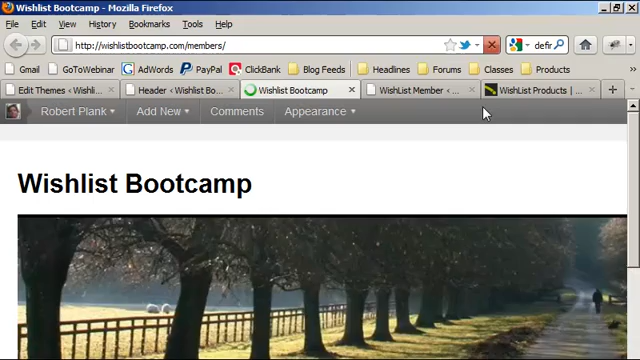 Wishlist Bootcamp - Mozilla Firefox
File Edit View History Bookmarks Tools Help
http://wishlistbootcamp.com/members/ defir
Gmail GoToWebinar AdWords PayPal ClickBank Blog Feeds Headlines Forums Classes Products
Edit Themes ‹ Wishli... Header ‹ Wishlist Bo... Wishlist Bootcamp WishList Member ‹ ... WishList Products | ...
Robert Plank Add New Comments Appearance
Wishlist Bootcamp